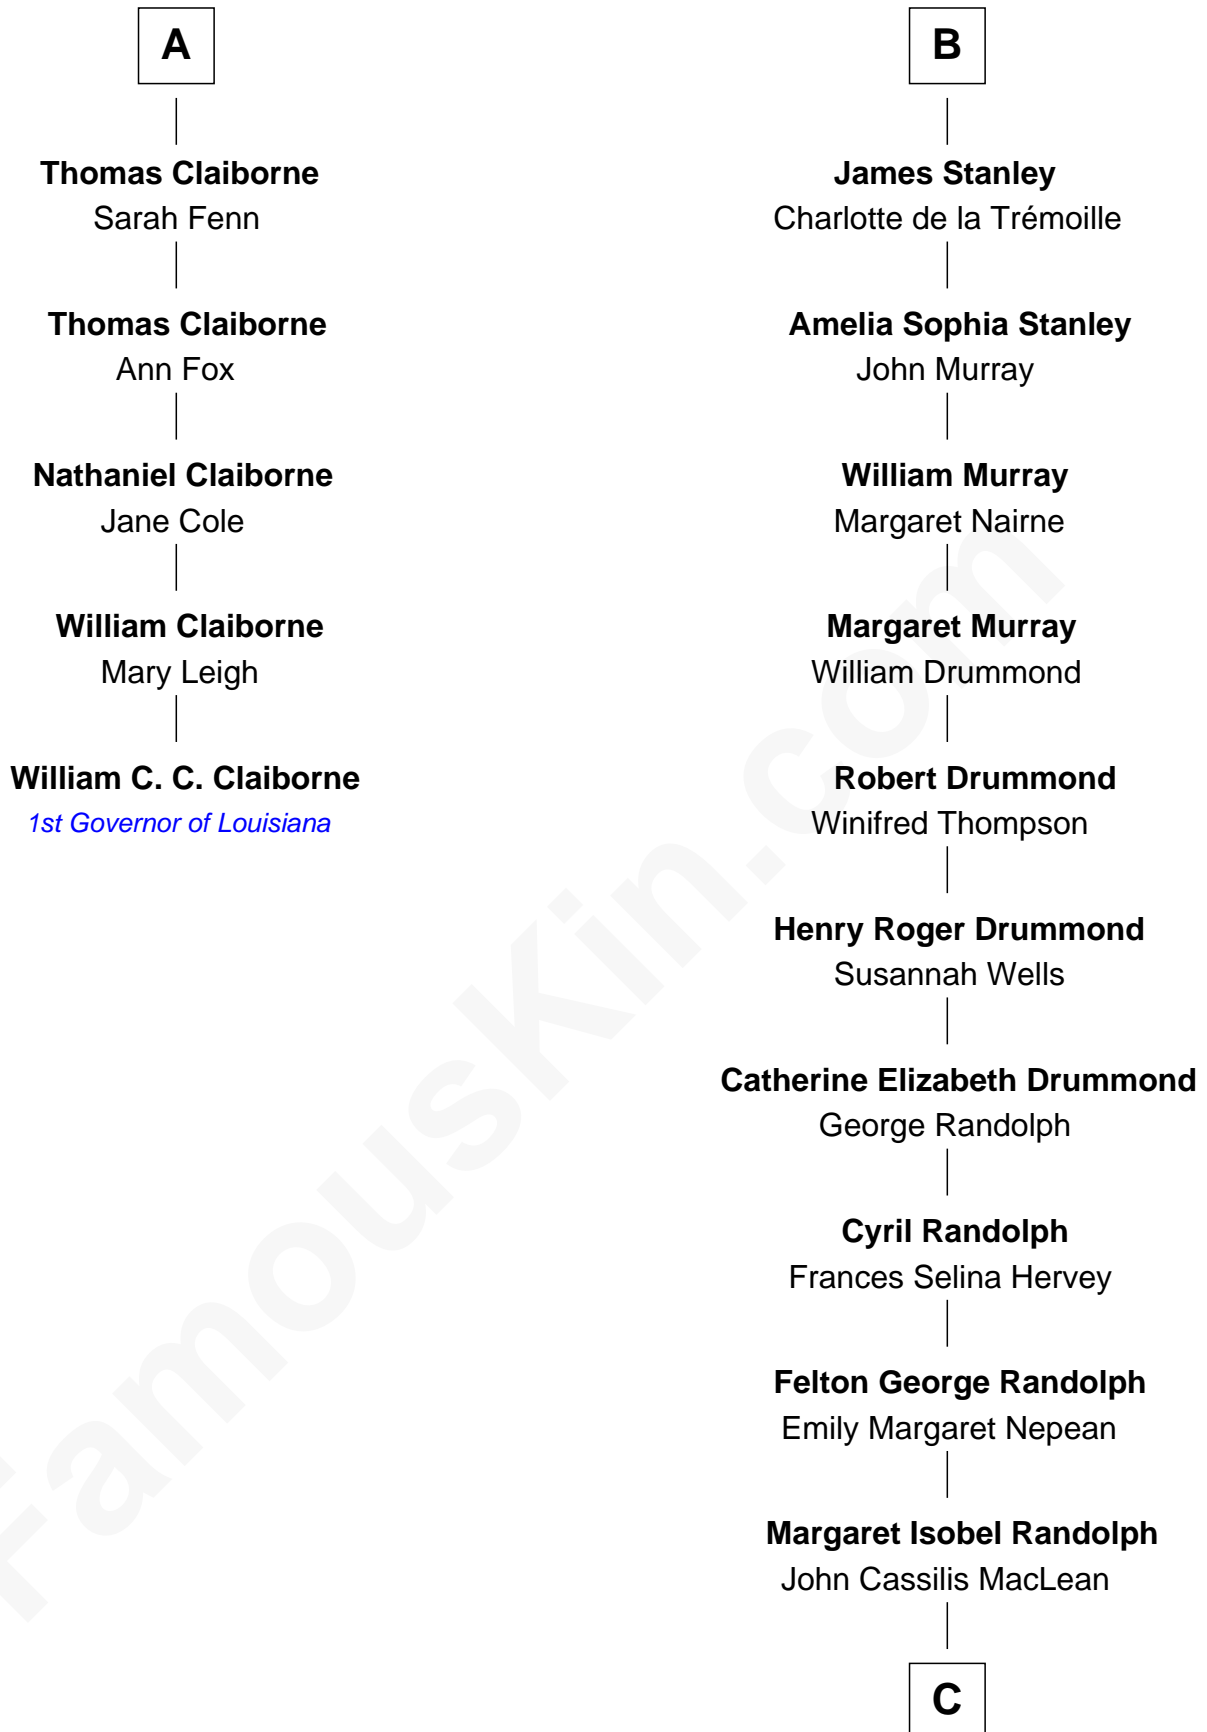 A
Thomas Claiborne
Sarah Fenn
Thomas Claiborne
Ann Fox
Nathaniel Claiborne
Jane Cole
William Claiborne
Mary Leigh
William C. C. Claiborne
1st Governor of Louisiana
B
James Stanley
Charlotte de la Trémoille
Amelia Sophia Stanley
John Murray
William Murray
Margaret Nairne
Margaret Murray
William Drummond
Robert Drummond
Winifred Thompson
Henry Roger Drummond
Susannah Wells
Catherine Elizabeth Drummond
George Randolph
Cyril Randolph
Frances Selina Hervey
Felton George Randolph
Emily Margaret Nepean
Margaret Isobel Randolph
John Cassilis MacLean
C
FamousKin.com